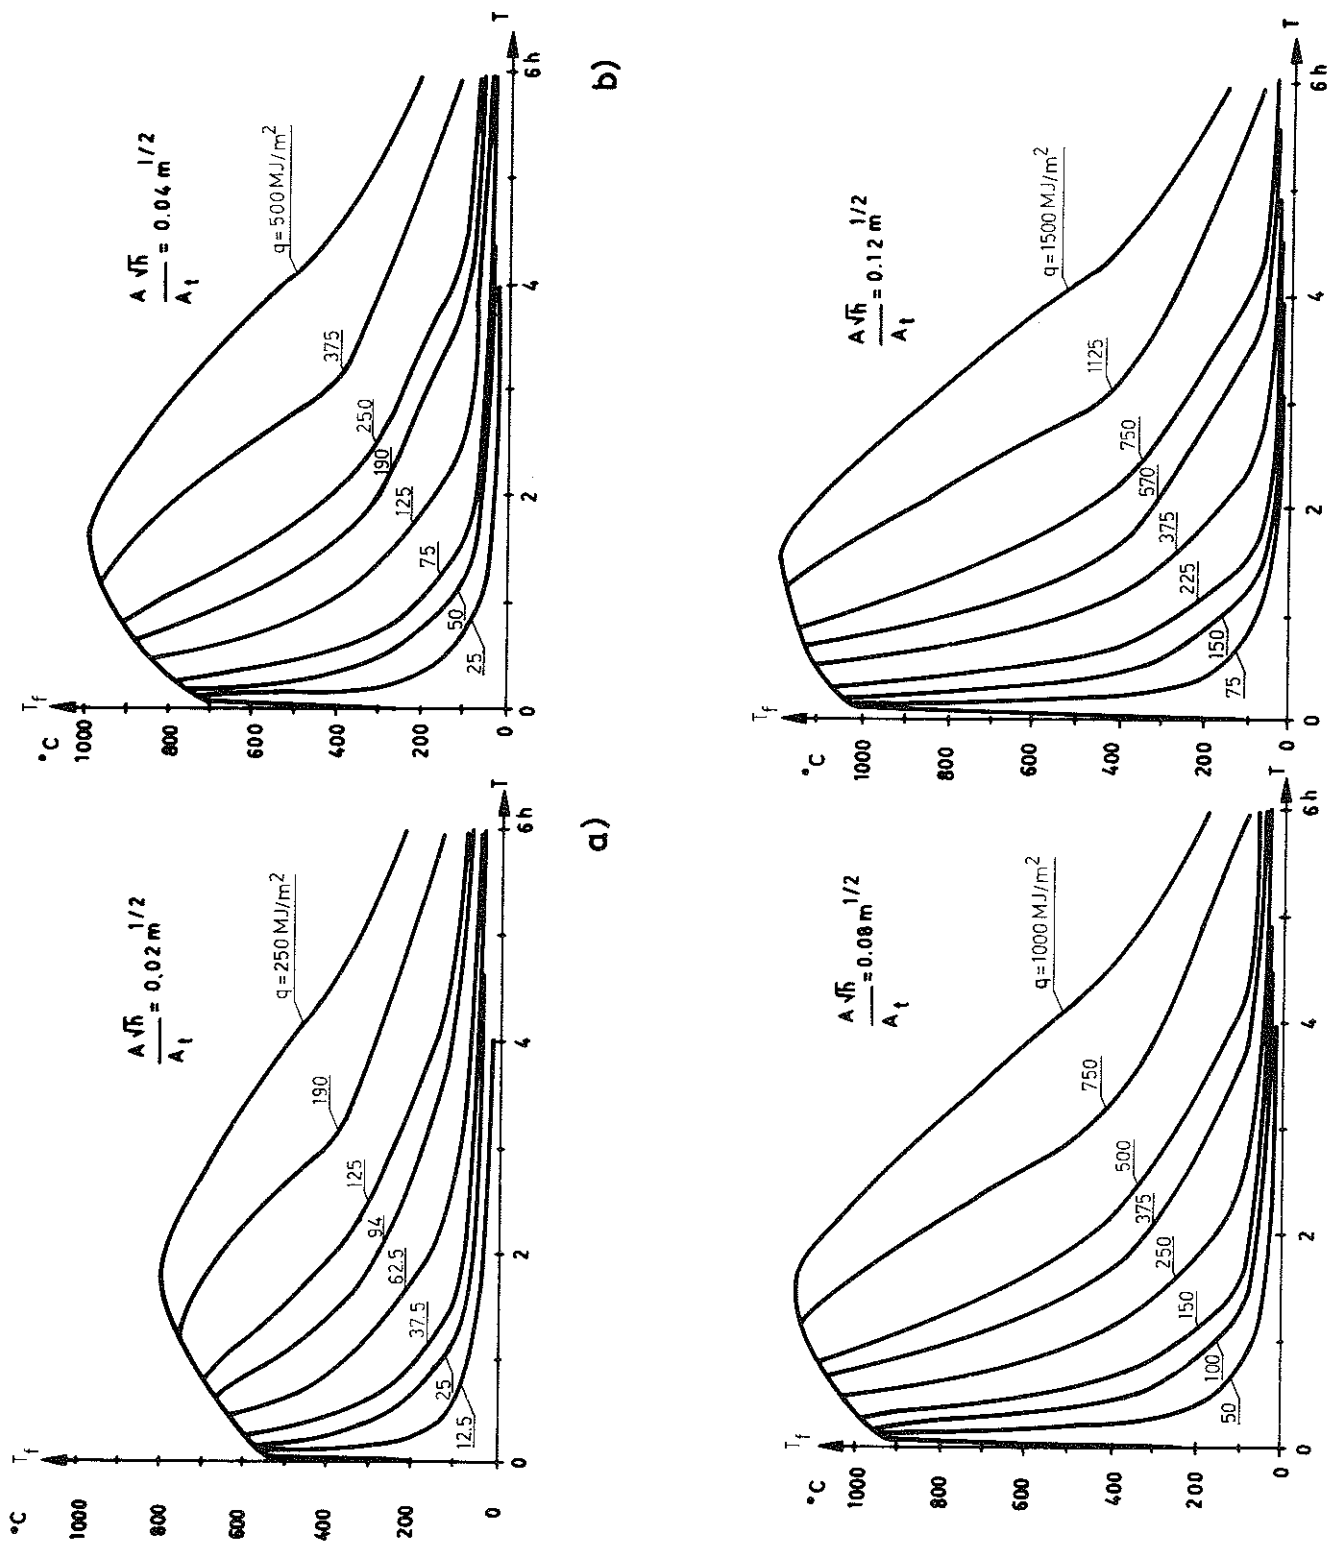 °C
T_f
1000
800
600
400
200
0
0
2
4
6 h
T
A√h / A_t = 0.02 m^1/2
q=250 MJ/m²
190
125
94
62.5
37.5
25
12.5
a)
°C
T_f
1000
800
600
400
200
0
0
2
4
6 h
T
A√h / A_t = 0.04 m^1/2
q=500 MJ/m²
375
250
190
125
75
50
25
b)
°C
T_f
1000
800
600
400
200
0
0
2
4
6 h
T
A√h / A_t = 0.08 m^1/2
q=1000 MJ/m²
750
500
375
250
150
100
50
°C
T_f
1000
800
600
400
200
0
0
2
4
6 h
T
A√h / A_t = 0.12 m^1/2
q=1500 MJ/m²
1125
750
570
375
225
150
75